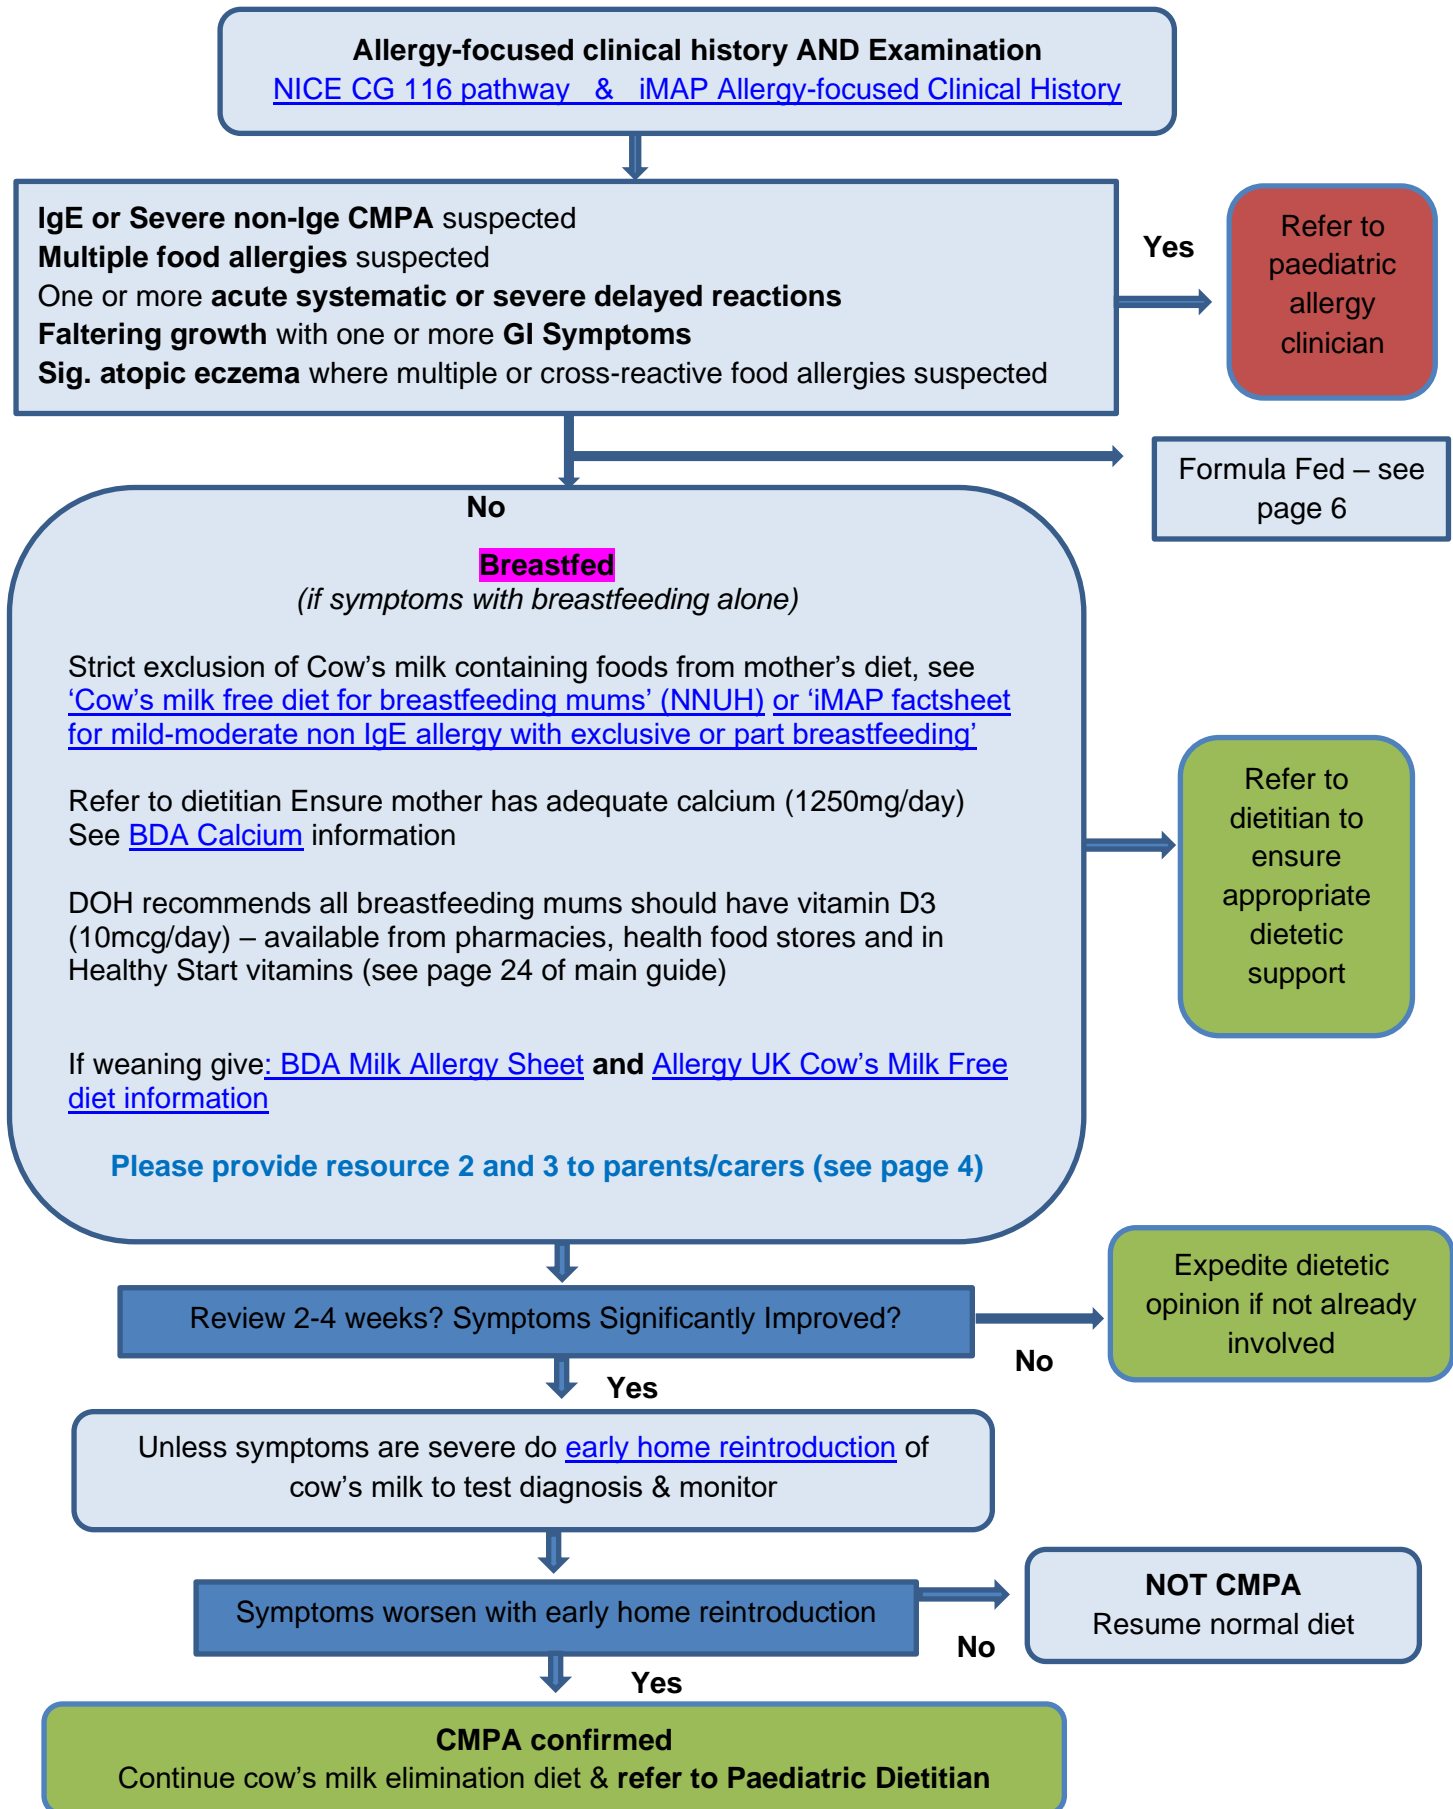 Allergy-focused clinical history AND Examination
NICE CG 116 pathway & iMAP Allergy-focused Clinical History
IgE or Severe non-Ige CMPA suspected
Multiple food allergies suspected
One or more acute systematic or severe delayed reactions
Faltering growth with one or more GI Symptoms
Sig. atopic eczema where multiple or cross-reactive food allergies suspected
Yes
Refer to
paediatric
allergy
clinician
Formula Fed – see
page 6
No
Breastfed
(if symptoms with breastfeeding alone)
Strict exclusion of Cow's milk containing foods from mother's diet, see
'Cow's milk free diet for breastfeeding mums' (NNUH) or 'iMAP factsheet
for mild-moderate non IgE allergy with exclusive or part breastfeeding'
Refer to dietitian Ensure mother has adequate calcium (1250mg/day)
See BDA Calcium information
DOH recommends all breastfeeding mums should have vitamin D3
(10mcg/day) – available from pharmacies, health food stores and in
Healthy Start vitamins (see page 24 of main guide)
If weaning give: BDA Milk Allergy Sheet and Allergy UK Cow's Milk Free
diet information
Please provide resource 2 and 3 to parents/carers (see page 4)
Refer to
dietitian to
ensure
appropriate
dietetic
support
Review 2-4 weeks? Symptoms Significantly Improved?
No
Expedite dietetic
opinion if not already
involved
Yes
Unless symptoms are severe do early home reintroduction of
cow's milk to test diagnosis & monitor
Symptoms worsen with early home reintroduction
No
NOT CMPA
Resume normal diet
Yes
CMPA confirmed
Continue cow's milk elimination diet & refer to Paediatric Dietitian